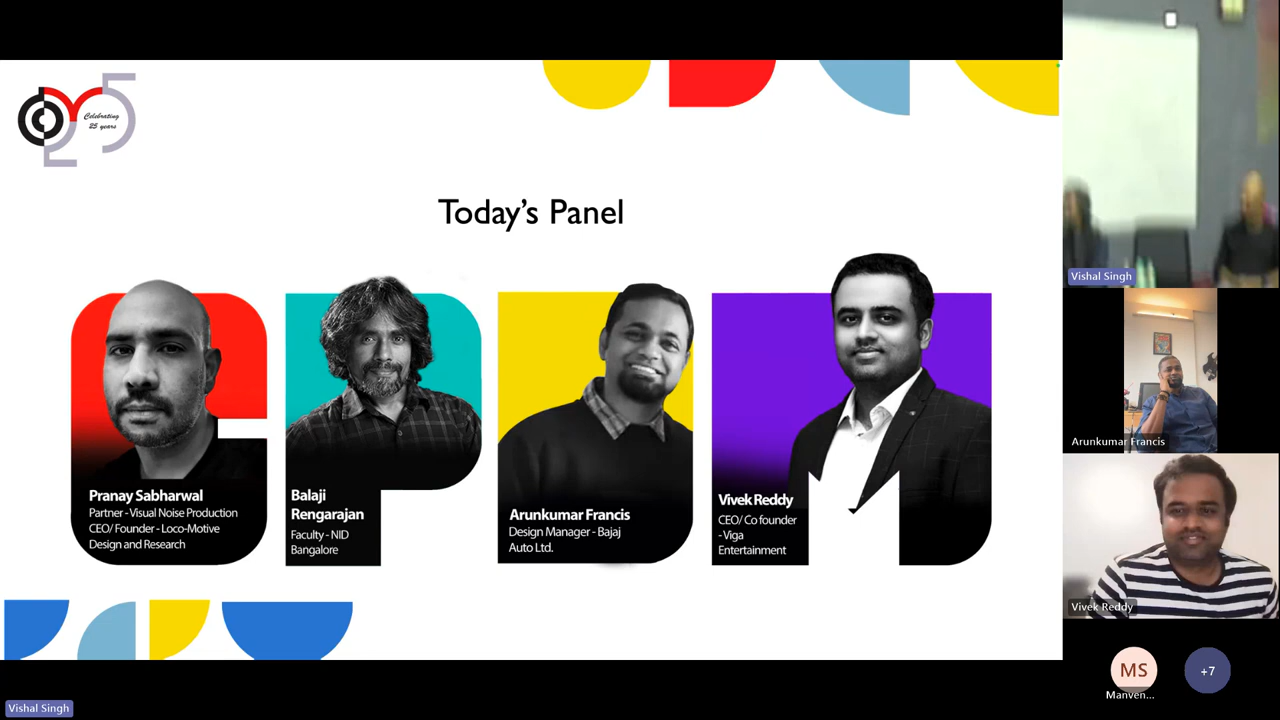 Celebrating
25 years
Today's Panel
Pranay Sabharwal
Partner - Visual Noise Production
CEO/ Founder - Loco-Motive
Design and Research
Balaji
Rengarajan
Faculty - NID
Bangalore
Arunkumar Francis
Design Manager - Bajaj
Auto Ltd.
Vivek Reddy
CEO/ Co founder
- Viga
Entertainment
Vishal Singh
Arunkumar Francis
Vivek Reddy
MS
+7
Manven...
Vishal Singh